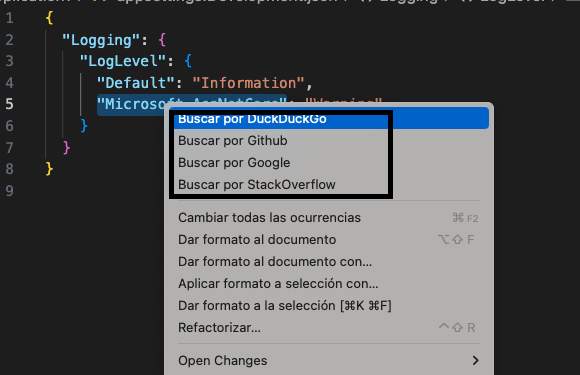 appsettings.Development.json Logging LogLevel
1 {
2 "Logging": {
3 "LogLevel": {
4 "Default": "Information",
5 "Microsoft.AspNetCore": "Warning"
6 }
7 }
8 }
9
Buscar por DuckDuckGo
Buscar por Github
Buscar por Google
Buscar por StackOverflow
Cambiar todas las ocurrencias ⌘ F2
Dar formato al documento ⌥⇧ F
Dar formato al documento con...
Aplicar formato a selección con...
Dar formato a la selección [⌘K ⌘F]
Refactorizar... ^⇧ R
Open Changes >